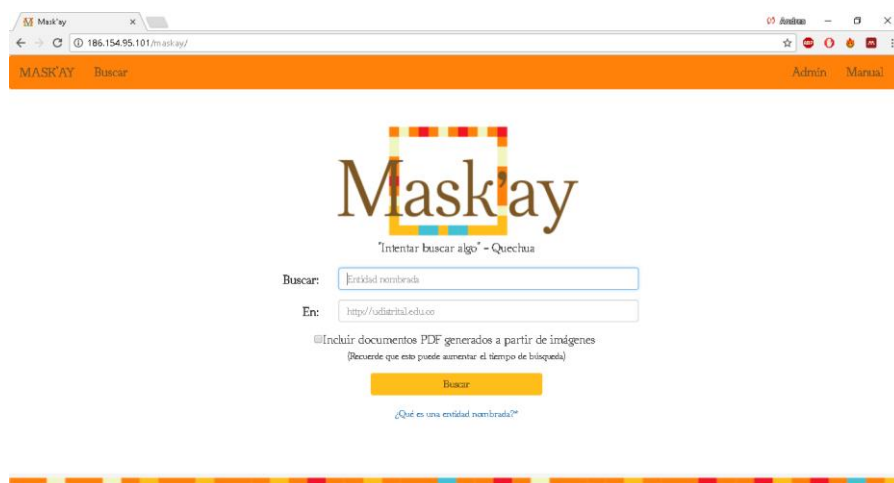 Mask'ay
186.154.95.101/maskay/
MASK'AY Buscar Admin Manual
Mask'ay
"Intentar buscar algo" - Quechua
Buscar: Entidad nombrada
En: http://udistrital.edu.co
Incluir documentos PDF generados a partir de imágenes
(Recuerde que esto puede aumentar el tiempo de búsqueda)
Buscar
¿Qué es una entidad nombrada?*